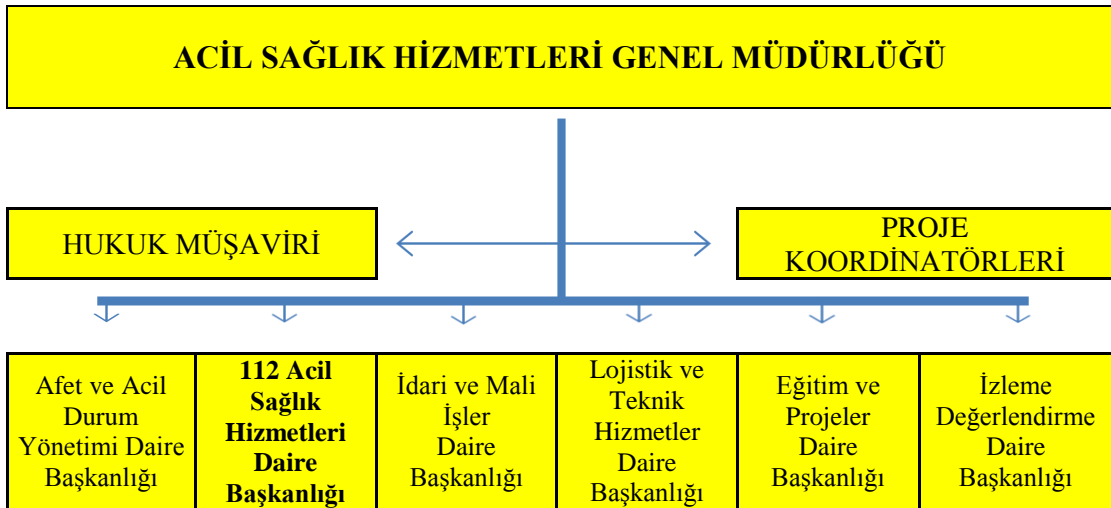 ACİL SAĞLIK HİZMETLERİ GENEL MÜDÜRLÜĞÜ
HUKUK MÜŞAVİRİ
PROJE
KOORDİNATÖRLERİ
Afet ve Acil
Durum
Yönetimi Daire
Başkanlığı
112 Acil
Sağlık
Hizmetleri
Daire
Başkanlığı
İdari ve Mali
İşler
Daire
Başkanlığı
Lojistik ve
Teknik
Hizmetler
Daire
Başkanlığı
Eğitim ve
Projeler
Daire
Başkanlığı
İzleme
Değerlendirme
Daire
Başkanlığı